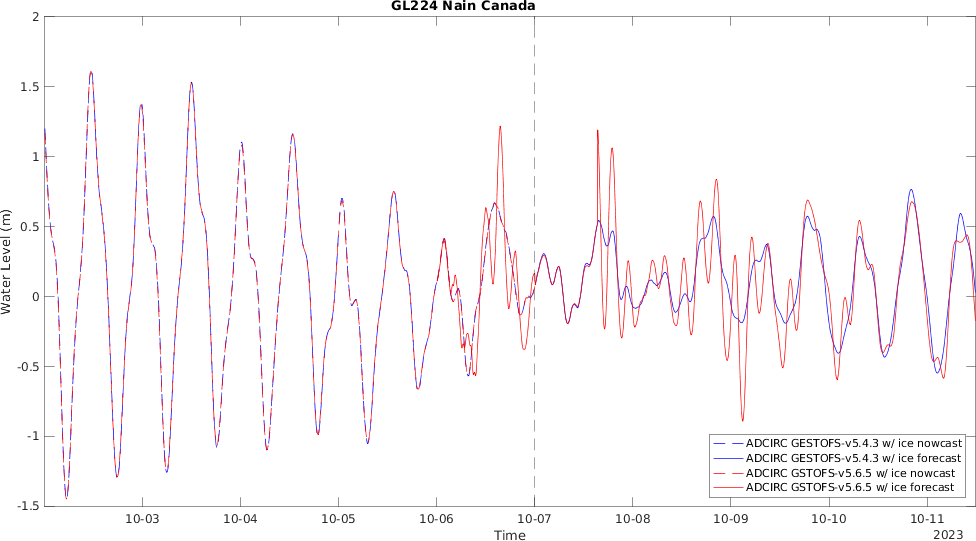 GL224 Nain Canada
Water Level (m)
2
1.5
1
0.5
0
-0.5
-1
-1.5
10-03
10-04
10-05
10-06
10-07
10-08
10-09
10-10
10-11
Time
2023
ADCIRC GESTOFS-v5.4.3 w/ ice nowcast
ADCIRC GESTOFS-v5.4.3 w/ ice forecast
ADCIRC GSTOFS-v5.6.5 w/ ice nowcast
ADCIRC GSTOFS-v5.6.5 w/ ice forecast